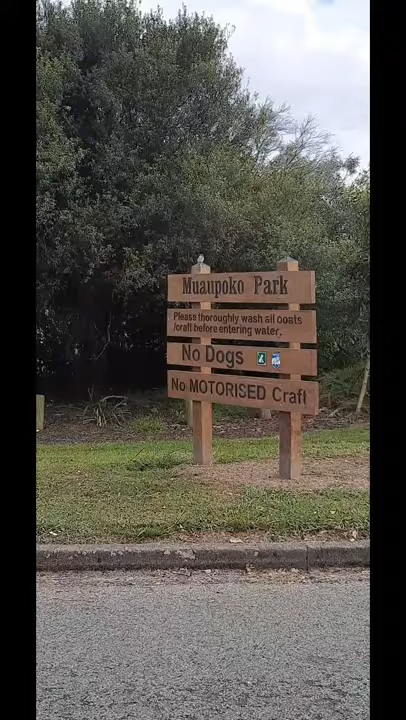 Muaupoko Park
Please thoroughly wash all boats
/craft before entering water.
No Dogs
No MOTORISED Craft